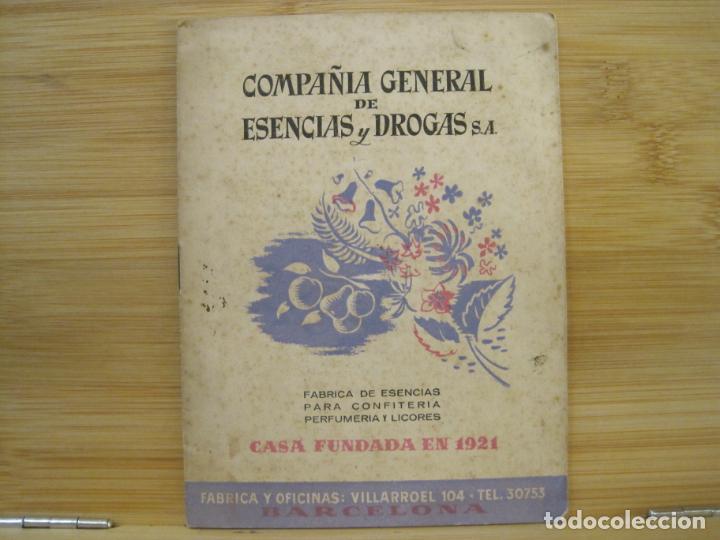 COMPAÑIA GENERAL
DE
ESENCIAS y DROGAS S.A.
FABRICA DE ESENCIAS
PARA CONFITERIA
PERFUMERIA Y LICORES
CASA FUNDADA EN 1921
FABRICA Y OFICINAS: VILLARROEL 104 - TEL. 30753
BARCELONA
todocoleccion